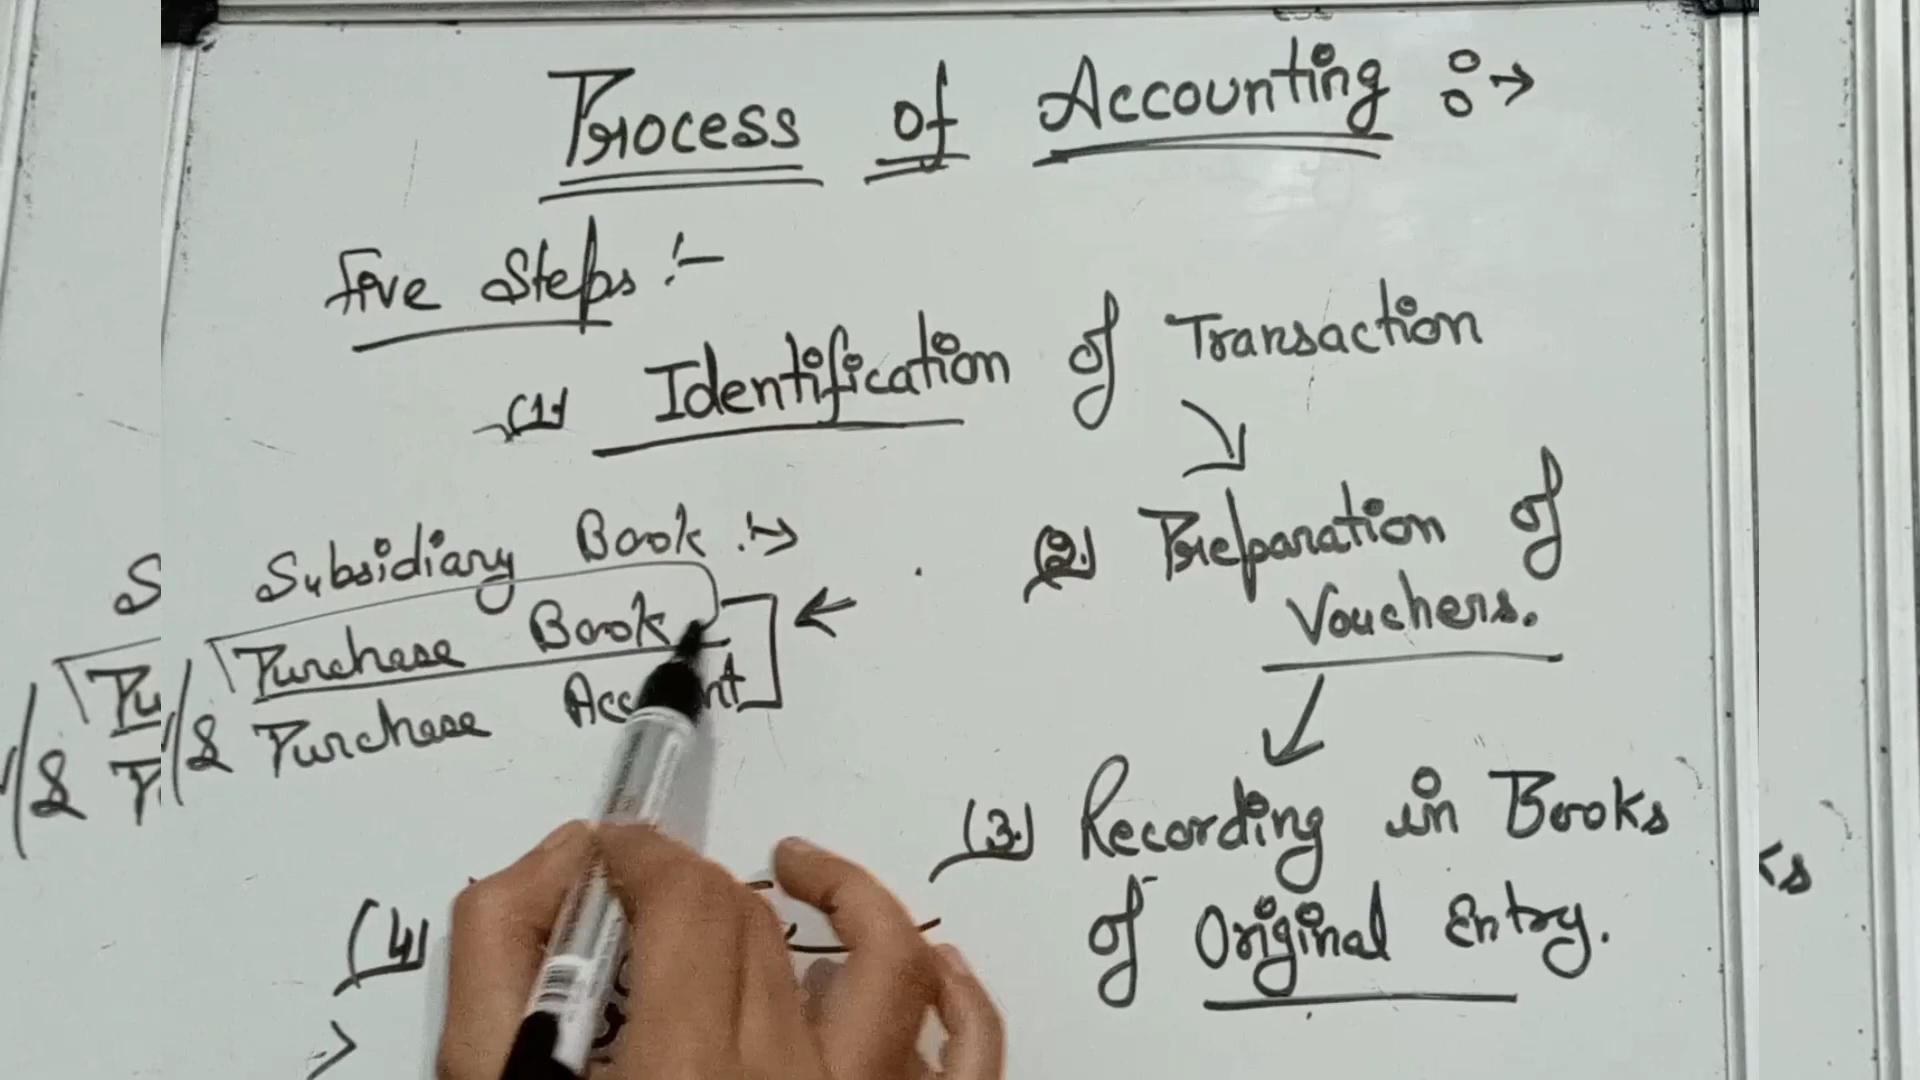 Process of Accounting :→
Five Steps :-
(1) Identification of Transaction
(2.) Preparation of
Vouchers.
(3.) Recording in Books
of Original Entry.
Subsidiary Book :→
Purchase Book
& Purchase
(4)